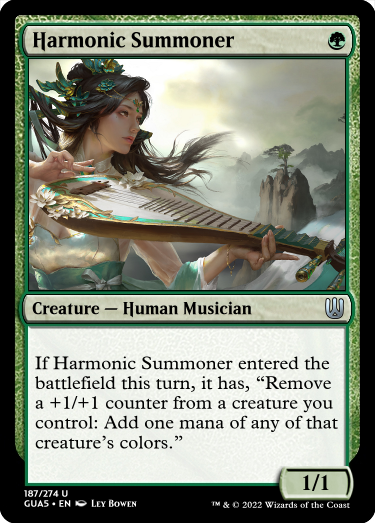 Harmonic Summoner
Creature — Human Musician
If Harmonic Summoner entered the
battlefield this turn, it has, “Remove
a +1/+1 counter from a creature you
control: Add one mana of any of that
creature’s colors.”
1/1
187/274 U
GUA5 • EN Ley Bowen
™ & © 2022 Wizards of the Coast